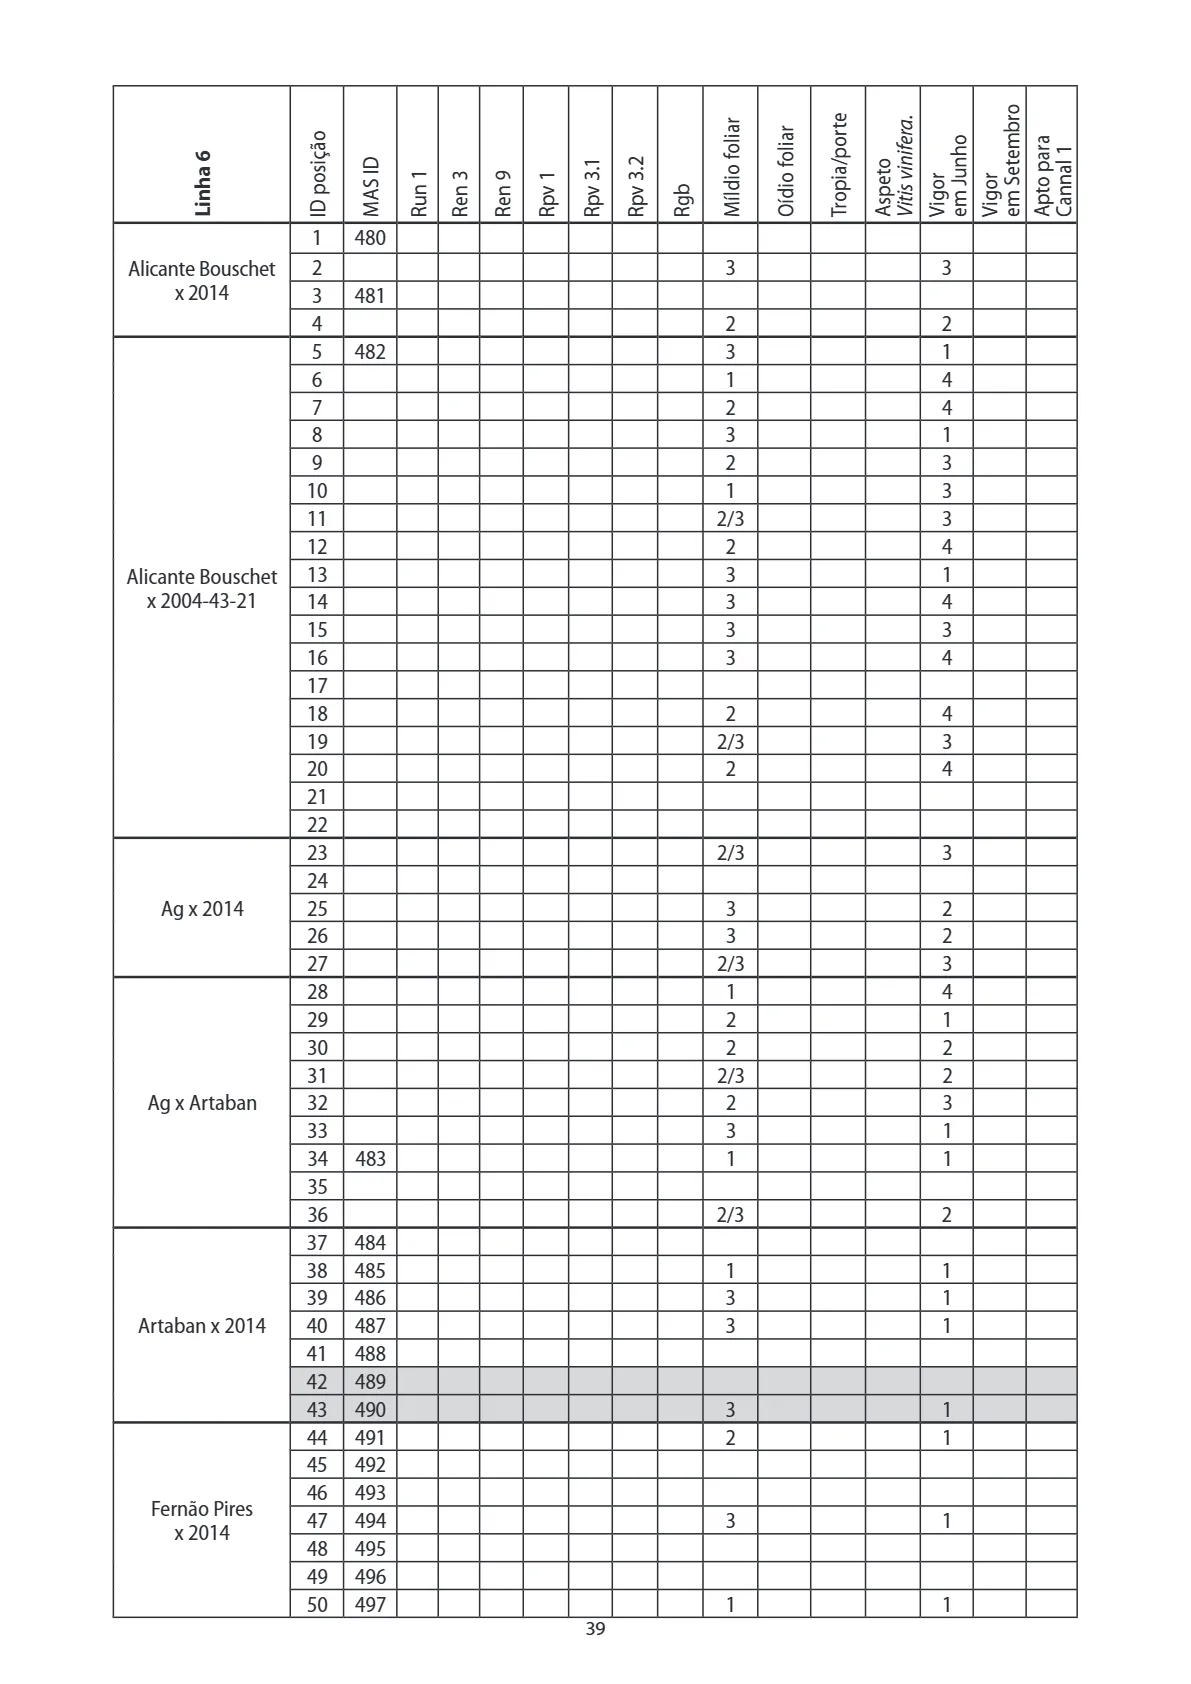 Linha 6 ID posição MAS ID Run 1 Ren 3 Ren 9 Rpv 1 Rpv 3.1 Rpv 3.2 Rgb Míldio foliar Oídio foliar Tropia/porte Aspeto Vitis vinifera. Vigor em Junho Vigor em Setembro Apto para Cannal 1
Alicante Bouschet
x 2014
1 480
2 3 3
3 481
4 2 2
Alicante Bouschet
x 2004-43-21
5 482 3 1
6 1 4
7 2 4
8 3 1
9 2 3
10 1 3
11 2/3 3
12 2 4
13 3 1
14 3 4
15 3 3
16 3 4
17
18 2 4
19 2/3 3
20 2 4
21
22
Ag x 2014
23 2/3 3
24
25 3 2
26 3 2
27 2/3 3
Ag x Artaban
28 1 4
29 2 1
30 2 2
31 2/3 2
32 2 3
33 3 1
34 483 1 1
35
36 2/3 2
Artaban x 2014
37 484
38 485 1 1
39 486 3 1
40 487 3 1
41 488
42 489
43 490 3 1
Fernão Pires
x 2014
44 491 2 1
45 492
46 493
47 494 3 1
48 495
49 496
50 497 1 1
39